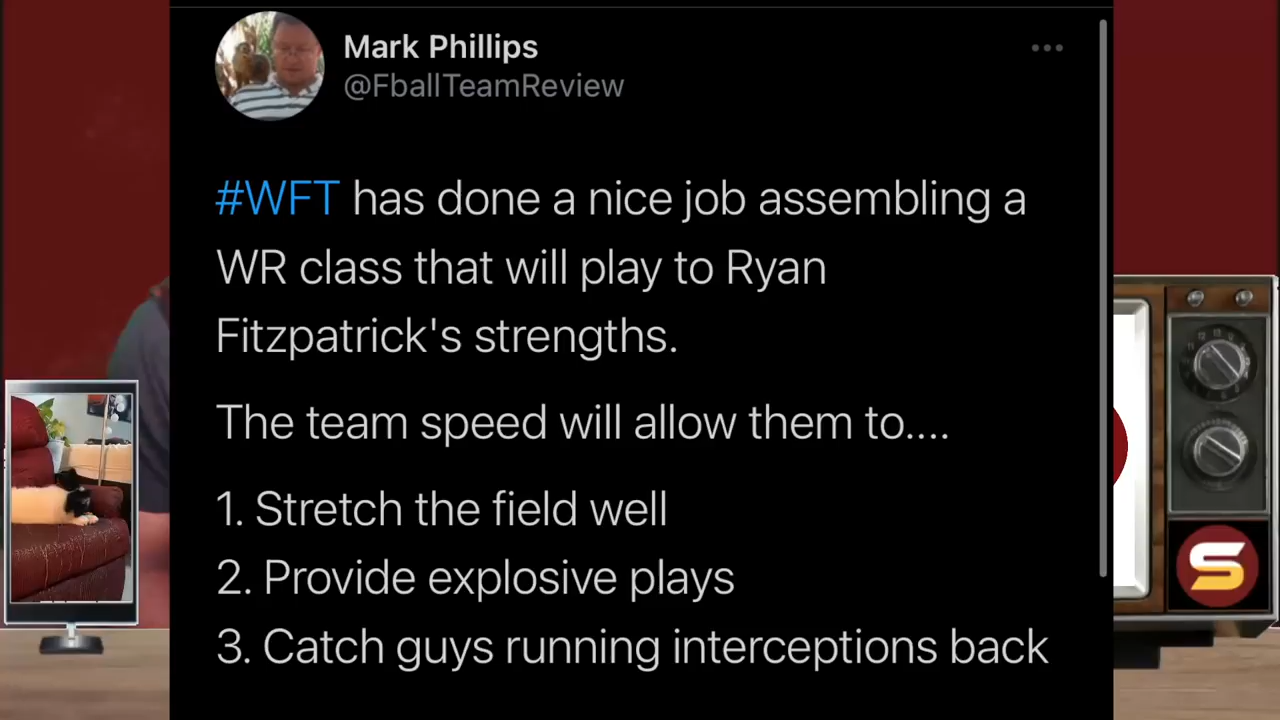 Mark Phillips
@FballTeamReview
#WFT has done a nice job assembling a
WR class that will play to Ryan
Fitzpatrick's strengths.
The team speed will allow them to....
1. Stretch the field well
2. Provide explosive plays
3. Catch guys running interceptions back
S